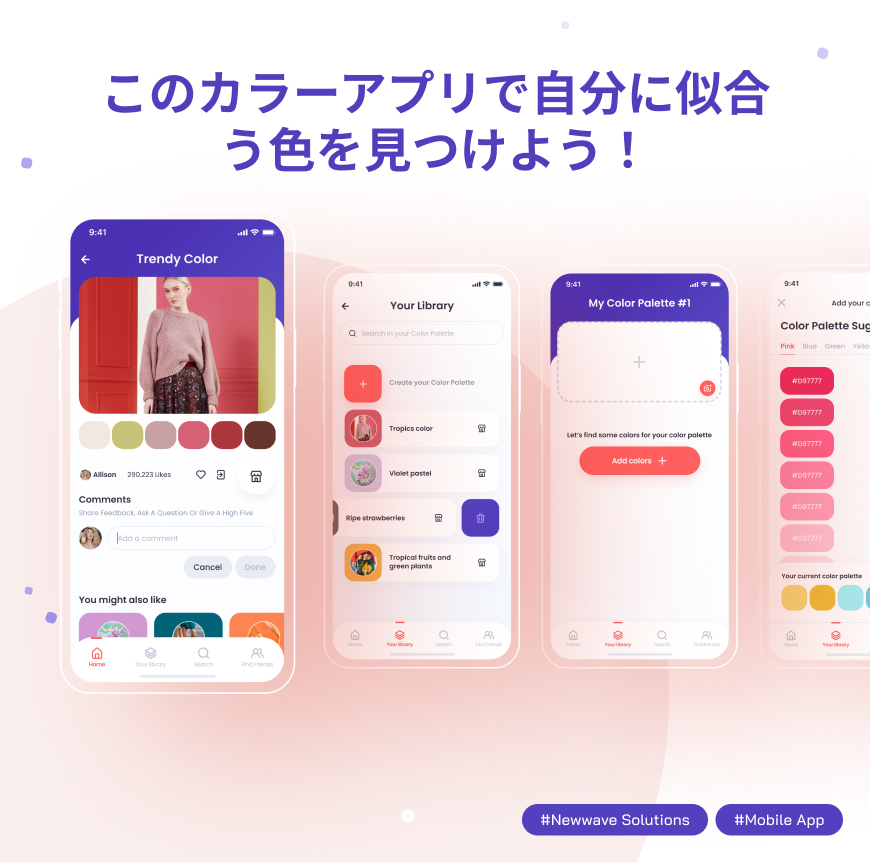 このカラーアプリで自分に似合
う色を見つけよう！
9:41
Trendy Color
Allison
290.223 Likes
Comments
Share Feedback, Ask A Question Or Give A High Five
Add a comment
Cancel
Done
You might also like
Home
Your library
Search
Find Friends
9:41
Your Library
Search in your Color Palette
Create your Color Palette
Tropics color
Violet pastel
Ripe strawberries
Tropical fruits and
green plants
Home
Your library
Search
Find Friends
9:41
My Color Palette #1
Let's find some colors for your color palette
Add colors
Home
Your library
Search
Find Friends
9:41
Add your c
Color Palette Sug
Pink Blue Green Yello
#D97777
#D97777
#D97777
#D97777
#D97777
#D97777
Your current color palette
Home
Your library
#Newwave Solutions
#Mobile App